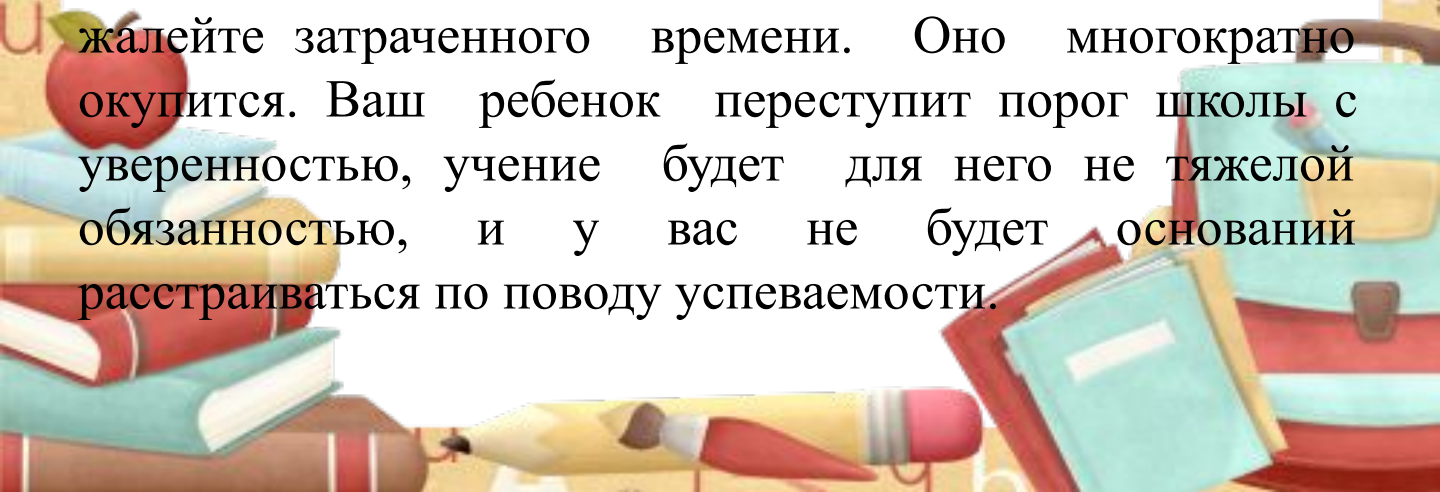 жалейте затраченного времени. Оно многократно
окупится. Ваш ребенок переступит порог школы с
уверенностью, учение будет для него не тяжелой
обязанностью, и у вас не будет оснований
расстраиваться по поводу успеваемости.